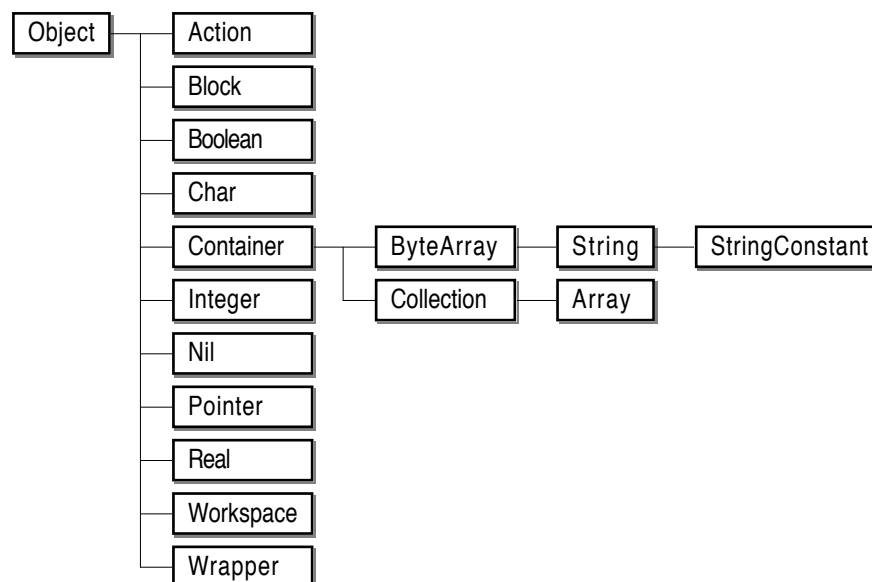 Object
Action
Block
Boolean
Char
Container
ByteArray
String
StringConstant
Integer
Collection
Array
Nil
Pointer
Real
Workspace
Wrapper